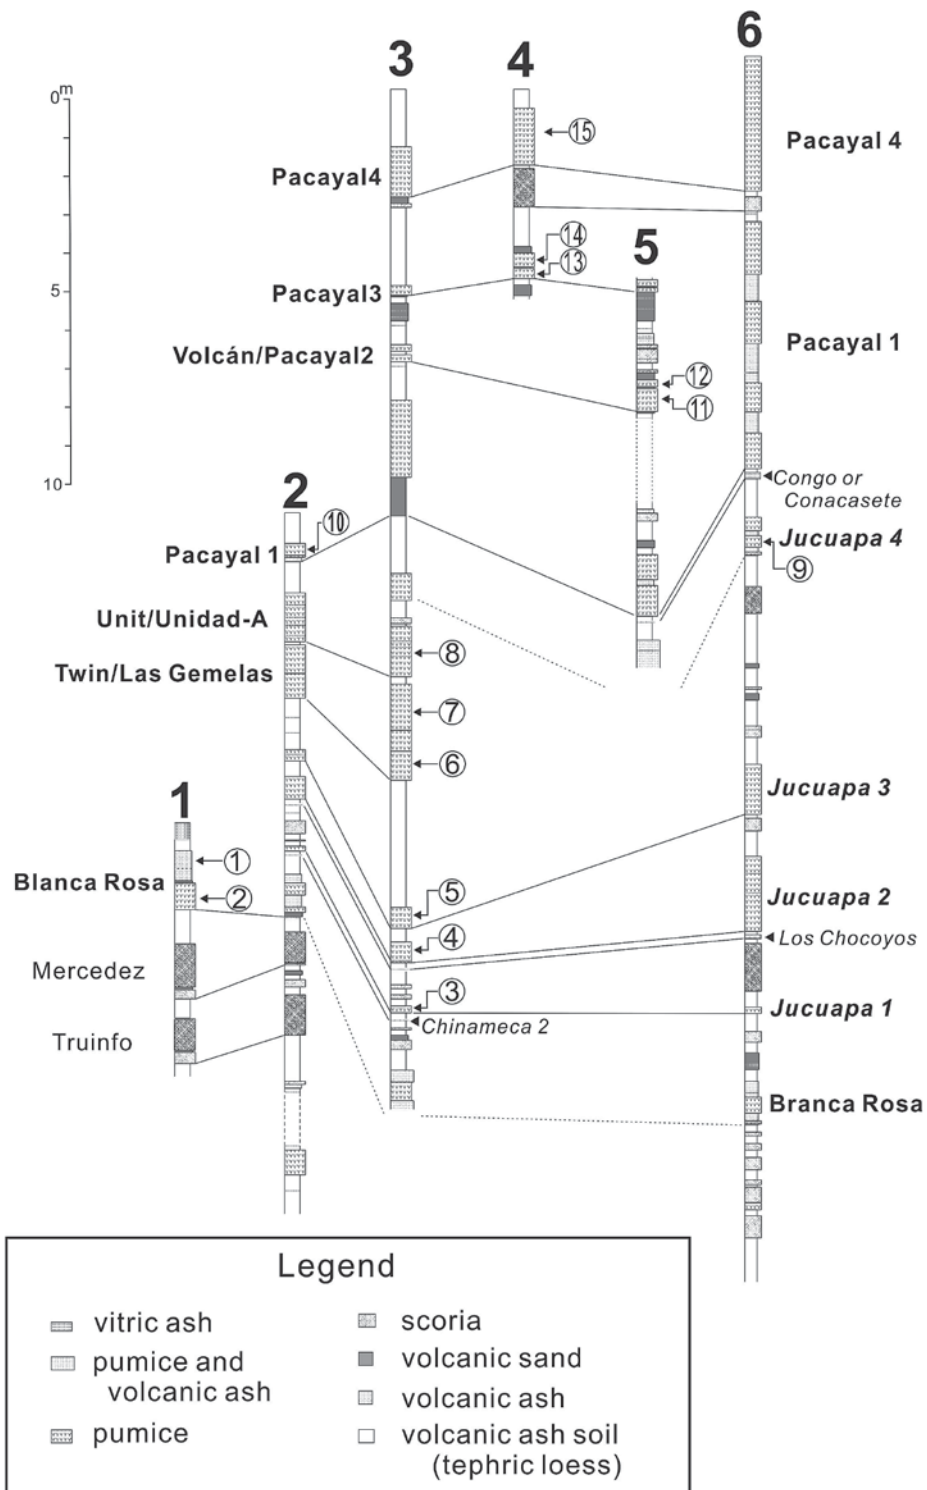 6
3
4
0m
15
Pacayal 4
Pacayal4
14
5
13
5
Pacayal3
Pacayal 1
Volcán/Pacayal2
12
11
10
2
Congo or
Conacasete
10
Jucuapa 4
Pacayal 1
9
Unit/Unidad-A
8
Twin/Las Gemelas
7
6
Jucuapa 3
1
1
5
Blanca Rosa
2
Jucuapa 2
4
Los Chocoyos
Mercedez
3
Jucuapa 1
Chinameca 2
Truinfo
Branca Rosa
Legend
vitric ash
pumice and
volcanic ash
pumice
scoria
volcanic sand
volcanic ash
volcanic ash soil
(tephric loess)